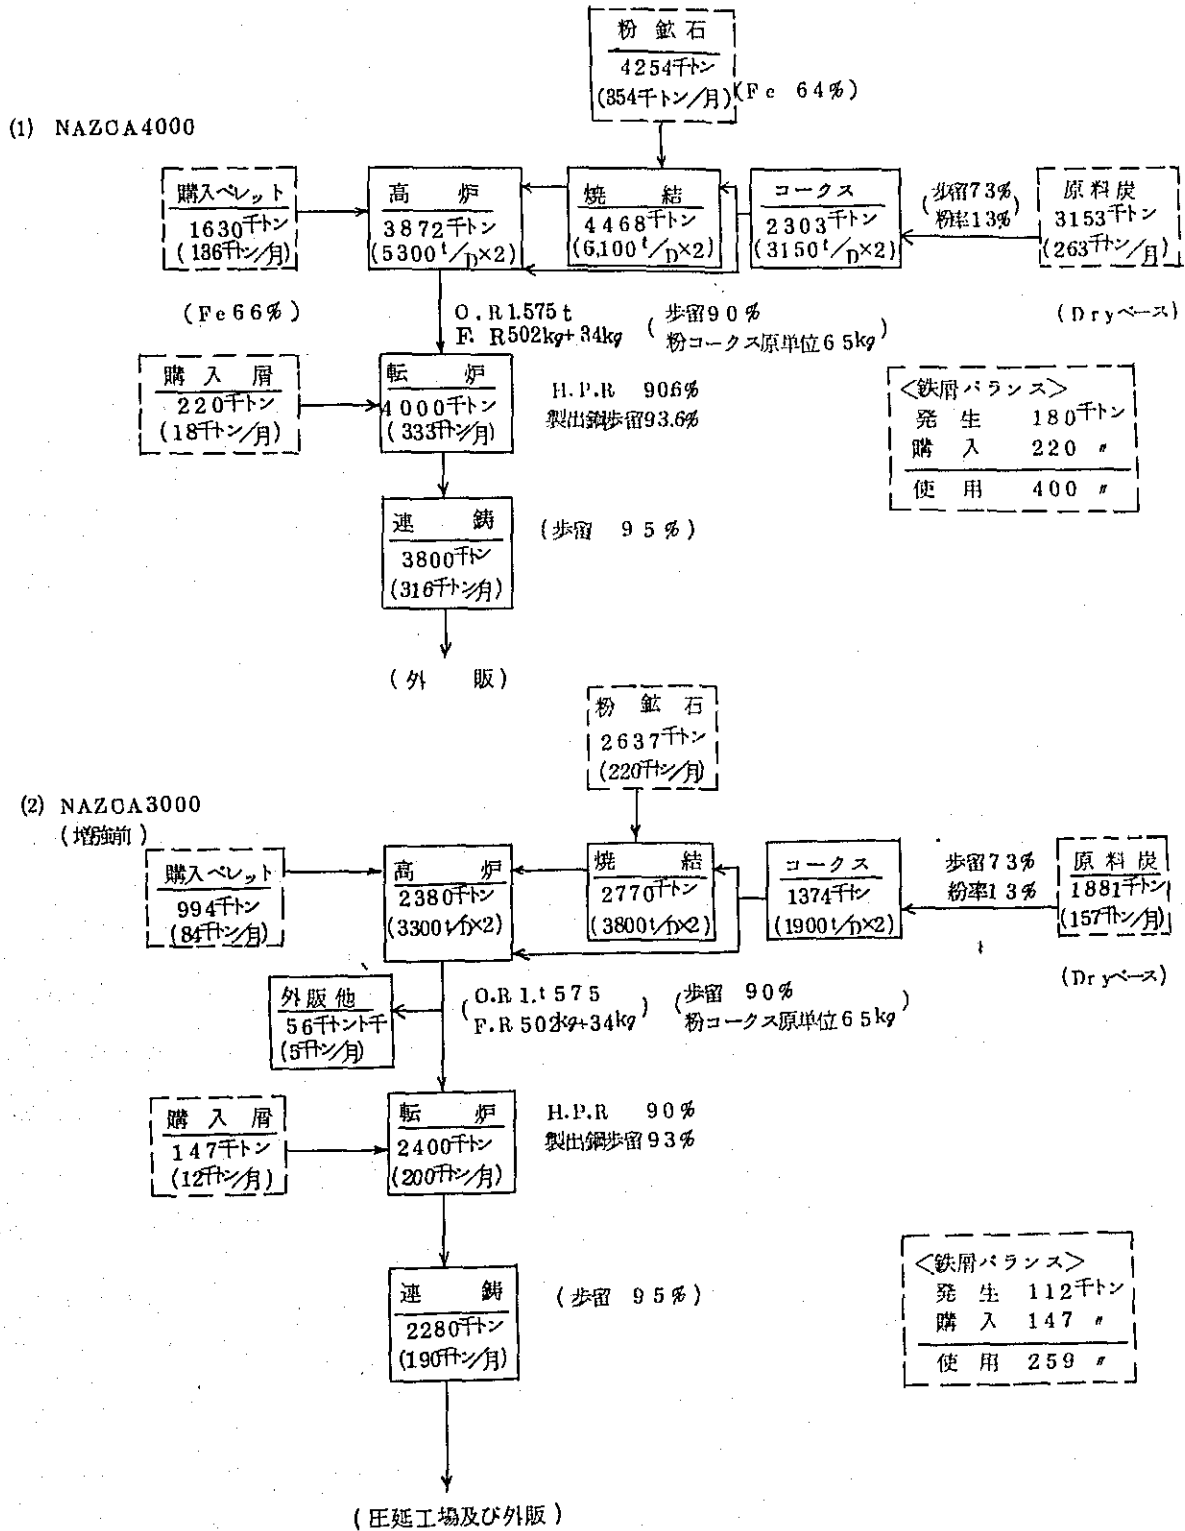 粉鉱石
4254千トン
(354千トン/月)
(Fe 64%)
(1) NAZCA4000
購入ペレット
1630千トン
(136千トン/月)
(Fe66%)
高炉
3872千トン
(5300t/D×2)
焼結
4468千トン
(6,100t/D×2)
コークス
2303千トン
(3150t/D×2)
(歩留73%
粉率13%)
原料炭
3153千トン
(263千トン/月)
(Dryベース)
O.R1.575t
F.R502kg+34kg
(歩留90%
粉コークス原単位65kg)
購入屑
220千トン
(18千トン/月)
転炉
4000千トン
(333千トン/月)
H.P.R 90.6%
製出鋼歩留93.6%
<鉄屑バランス>
発生 180千トン
購入 220 〃
使用 400 〃
連鋳
3800千トン
(316千トン/月)
(歩留 95%)
(外販)
粉鉱石
2637千トン
(220千トン/月)
(2) NAZCA3000
(増強前)
購入ペレット
994千トン
(84千トン/月)
高炉
2380千トン
(3300t/D×2)
焼結
2770千トン
(3800t/D×2)
コークス
1374千トン
(1900t/D×2)
歩留73%
粉率13%
原料炭
1881千トン
(157千トン/月)
(Dryベース)
外販他
56千トント千
(5千トン/月)
(O.R1.t575
F.R502kg+34kg)
(歩留 90%
粉コークス原単位65kg)
購入屑
147千トン
(12千トン/月)
転炉
2400千トン
(200千トン/月)
H.P.R 90%
製出鋼歩留93%
連鋳
2280千トン
(190千トン/月)
(歩留 95%)
<鉄屑バランス>
発生 112千トン
購入 147 〃
使用 259 〃
(圧延工場及び外販)